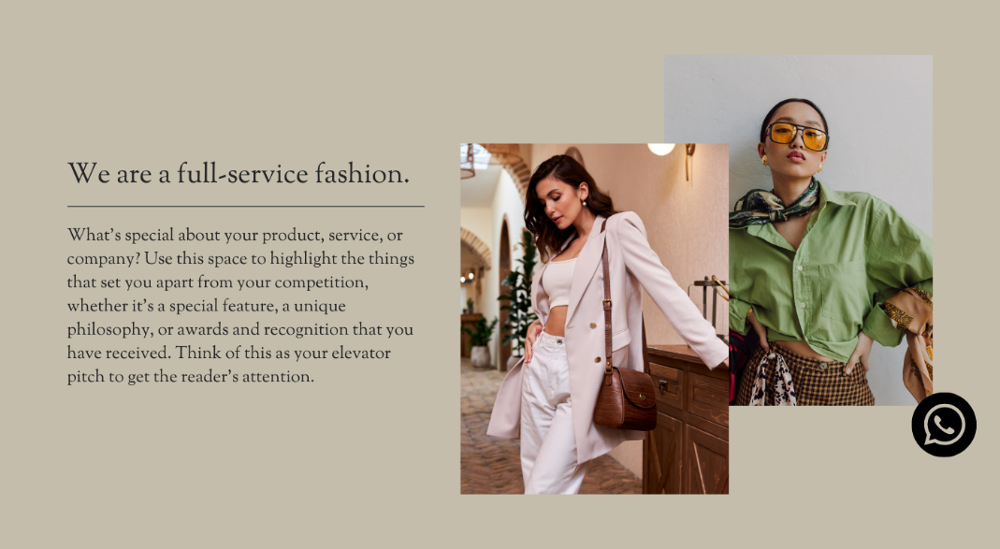 We are a full-service fashion.
What's special about your product, service, or
company? Use this space to highlight the things
that set you apart from your competition,
whether it's a special feature, a unique
philosophy, or awards and recognition that you
have received. Think of this as your elevator
pitch to get the reader's attention.